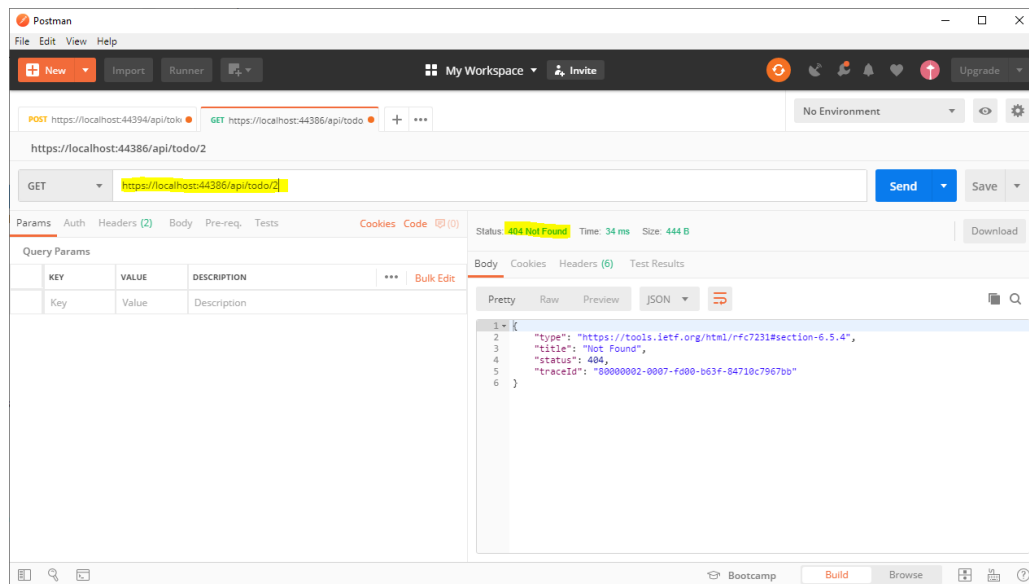 Postman
File Edit View Help
New Import Runner My Workspace Invite Upgrade
POST https://localhost:44394/api/tok GET https://localhost:44386/api/todo No Environment
https://localhost:44386/api/todo/2
GET https://localhost:44386/api/todo/2 Send Save
Params Auth Headers (2) Body Pre-req. Tests Cookies Code (0) Status: 404 Not Found Time: 34 ms Size: 444 B Download
Query Params
Body Cookies Headers (6) Test Results
KEY VALUE DESCRIPTION Bulk Edit
Key Value Description
Pretty Raw Preview JSON
1 {
2 "type": "https://tools.ietf.org/html/rfc7231#section-6.5.4",
3 "title": "Not Found",
4 "status": 404,
5 "traceId": "80000002-0007-fd00-b63f-84710c7967bb"
6 }
Bootcamp Build Browse